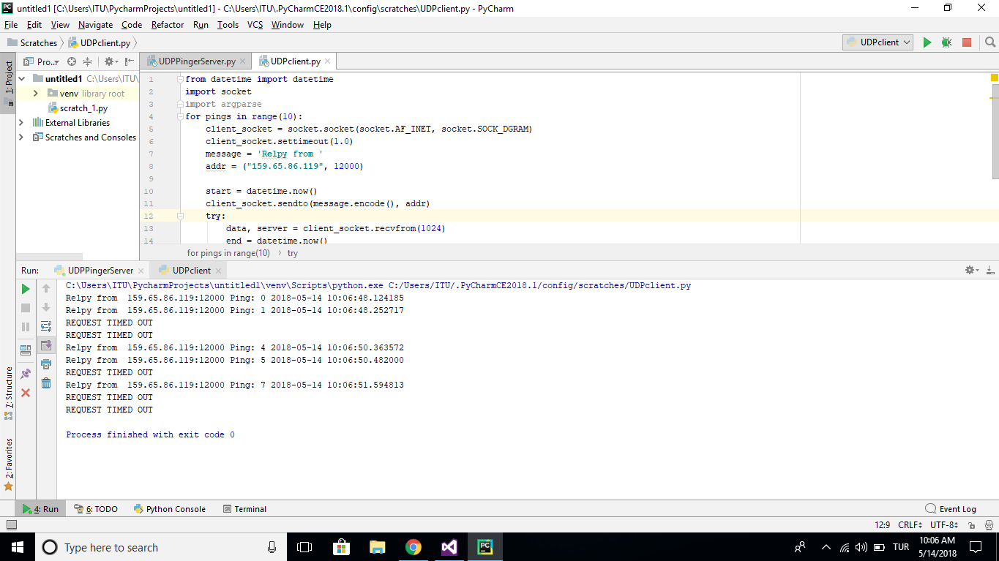 untitled1 [C:\Users\ITU\PycharmProjects\untitled1] - C:\Users\ITU\.PyCharmCE2018.1\config\scratches\UDPclient.py - PyCharm
File Edit View Navigate Code Refactor Run Tools VCS Window Help
Scratches UDPclient.py UDPclient
1: Project
Pro... UDPPingerServer.py UDPclient.py
untitled1 C:\Users\ITU\
venv library root
scratch_1.py
External Libraries
Scratches and Consoles
1 from datetime import datetime
2 import socket
3 import argparse
4 for pings in range(10):
5 client_socket = socket.socket(socket.AF_INET, socket.SOCK_DGRAM)
6 client_socket.settimeout(1.0)
7 message = 'Relpy from '
8 addr = ("159.65.86.119", 12000)
9
10 start = datetime.now()
11 client_socket.sendto(message.encode(), addr)
12 try:
13 data, server = client_socket.recvfrom(1024)
14 end = datetime.now()
for pings in range(10) > try
Run: UDPPingerServer UDPclient
C:\Users\ITU\PycharmProjects\untitled1\venv\Scripts\python.exe C:/Users/ITU/.PyCharmCE2018.1/config/scratches/UDPclient.py
Relpy from  159.65.86.119:12000 Ping: 0 2018-05-14 10:06:48.124185
Relpy from  159.65.86.119:12000 Ping: 1 2018-05-14 10:06:48.252717
REQUEST TIMED OUT
REQUEST TIMED OUT
Relpy from  159.65.86.119:12000 Ping: 4 2018-05-14 10:06:50.363572
Relpy from  159.65.86.119:12000 Ping: 5 2018-05-14 10:06:50.482000
REQUEST TIMED OUT
Relpy from  159.65.86.119:12000 Ping: 7 2018-05-14 10:06:51.594813
REQUEST TIMED OUT
REQUEST TIMED OUT
Process finished with exit code 0
7: Structure
2: Favorites
4: Run 6: TODO Python Console Terminal Event Log
12:9 CRLF UTF-8
Type here to search
TUR
10:06 AM
5/14/2018